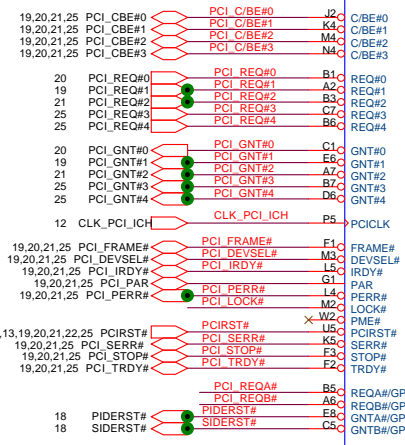 19,20,21,25 PCI_CBE#0 PCI_C/BE#0 J2 C/BE#0
19,20,21,25 PCI_CBE#1 PCI_C/BE#1 K4 C/BE#1
19,20,21,25 PCI_CBE#2 PCI_C/BE#2 M4 C/BE#2
19,20,21,25 PCI_CBE#3 PCI_C/BE#3 N4 C/BE#3
20 PCI_REQ#0 PCI_REQ#0 B1 REQ#0
19 PCI_REQ#1 PCI_REQ#1 A2 REQ#1
21 PCI_REQ#2 PCI_REQ#2 B3 REQ#2
25 PCI_REQ#3 PCI_REQ#3 C7 REQ#3
25 PCI_REQ#4 PCI_REQ#4 B6 REQ#4
20 PCI_GNT#0 PCI_GNT#0 C1 GNT#0
19 PCI_GNT#1 PCI_GNT#1 E6 GNT#1
21 PCI_GNT#2 PCI_GNT#2 A7 GNT#2
25 PCI_GNT#3 PCI_GNT#3 B7 GNT#3
25 PCI_GNT#4 PCI_GNT#4 D6 GNT#4
12 CLK_PCI_ICH CLK_PCI_ICH P5 PCICLK
19,20,21,25 PCI_FRAME# PCI_FRAME# F1 FRAME#
19,20,21,25 PCI_DEVSEL# PCI_DEVSEL# M3 DEVSEL#
19,20,21,25 PCI_IRDY# PCI_IRDY# L5 IRDY#
19,20,21,25 PCI_PAR G1 PAR
19,20,21,25 PCI_PERR# PCI_PERR# L4 PERR#
PCI_LOCK# M2 LOCK#
W2 PME#
,13,19,20,21,22,25 PCIRST# PCIRST# U5 PCIRST#
19,20,21,25 PCI_SERR# PCI_SERR# K5 SERR#
19,20,21,25 PCI_STOP# PCI_STOP# F3 STOP#
19,20,21,25 PCI_TRDY# PCI_TRDY# F2 TRDY#
PCI_REQA# B5 REQA#/GP
PCI_REQB# A6 REQB#/GP
18 PIDERST# PIDERST# E8 GNTA#/GP
18 SIDERST# SIDERST# C5 GNTB#/GP